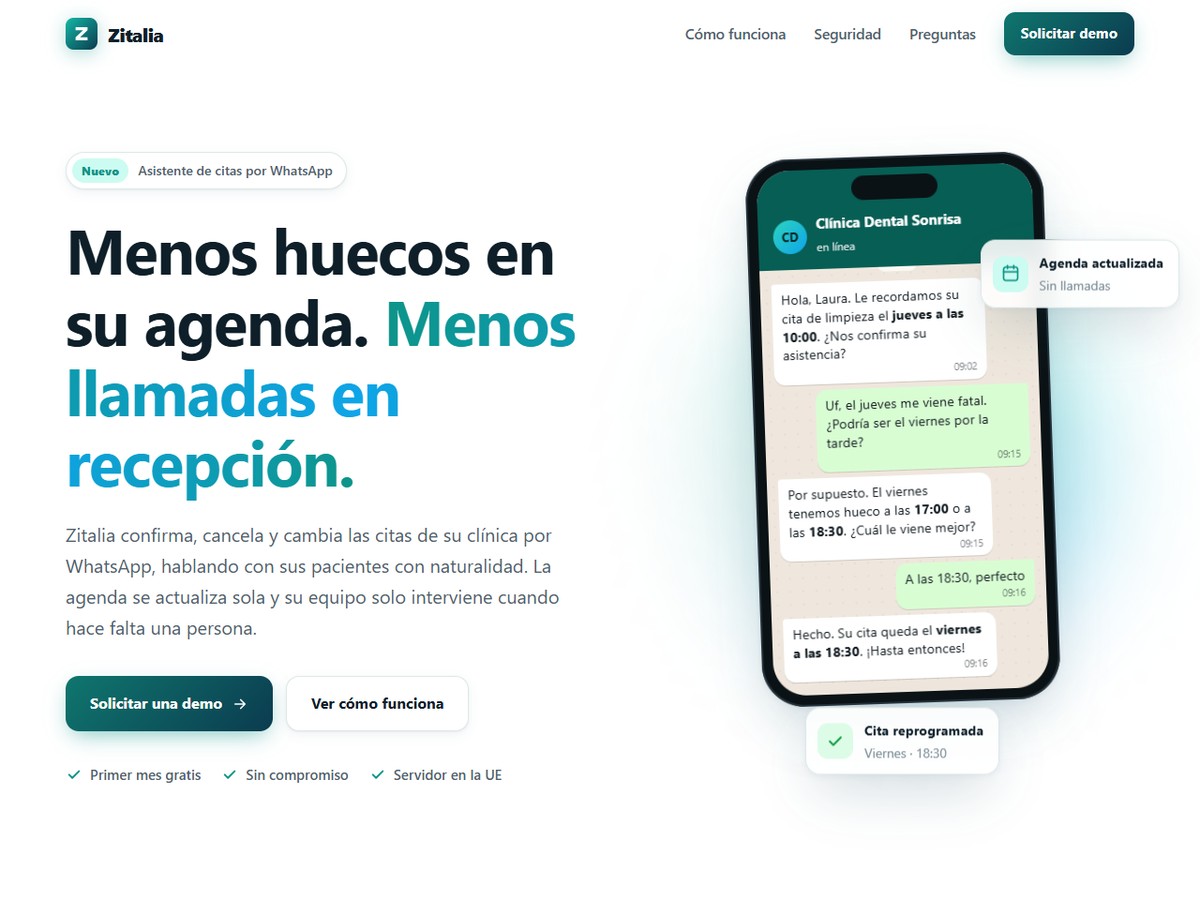 Z Zitalia
Cómo funciona Seguridad Preguntas Solicitar demo
Nuevo Asistente de citas por WhatsApp
Menos huecos en
su agenda. Menos
llamadas en
recepción.
Zitalia confirma, cancela y cambia las citas de su clínica por
WhatsApp, hablando con sus pacientes con naturalidad. La
agenda se actualiza sola y su equipo solo interviene cuando
hace falta una persona.
Solicitar una demo → Ver cómo funciona
Primer mes gratis Sin compromiso Servidor en la UE
CD Clínica Dental Sonrisa
en línea
Agenda actualizada
Sin llamadas
Hola, Laura. Le recordamos su
cita de limpieza el jueves a las
10:00. ¿Nos confirma su
asistencia?
09:02
Uf, el jueves me viene fatal.
¿Podría ser el viernes por la
tarde?
09:15
Por supuesto. El viernes
tenemos hueco a las 17:00 o a
las 18:30. ¿Cuál le viene mejor?
09:15
A las 18:30, perfecto
09:16
Hecho. Su cita queda el viernes
a las 18:30. ¡Hasta entonces!
09:16
Cita reprogramada
Viernes · 18:30